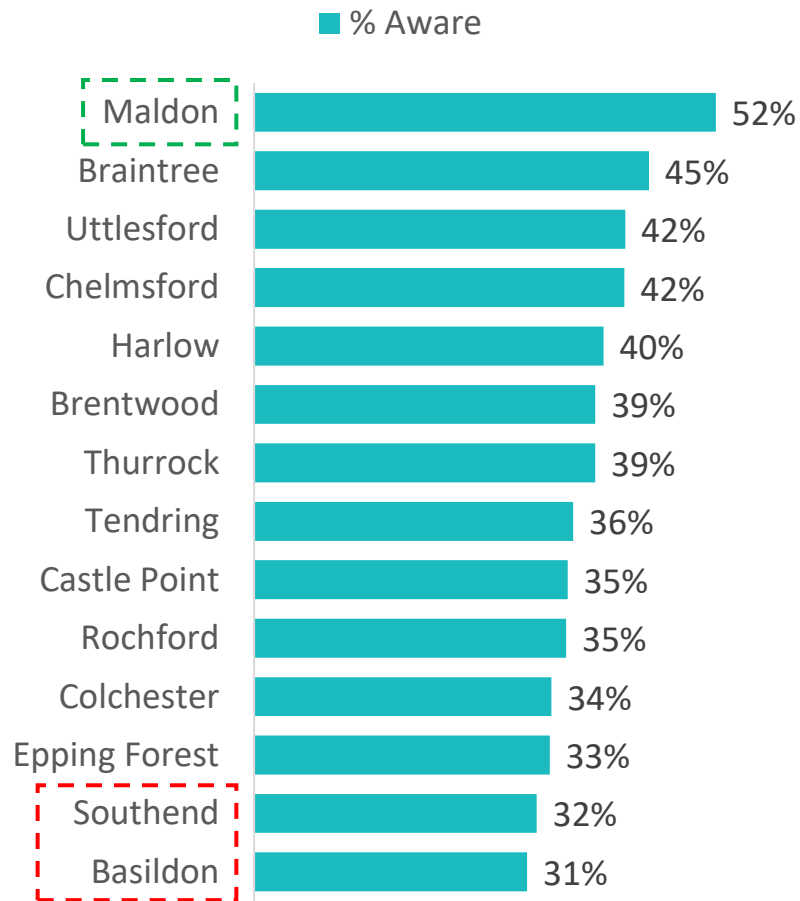 % Aware
Maldon 52%
Braintree 45%
Uttlesford 42%
Chelmsford 42%
Harlow 40%
Brentwood 39%
Thurrock 39%
Tendring 36%
Castle Point 35%
Rochford 35%
Colchester 34%
Epping Forest 33%
Southend 32%
Basildon 31%